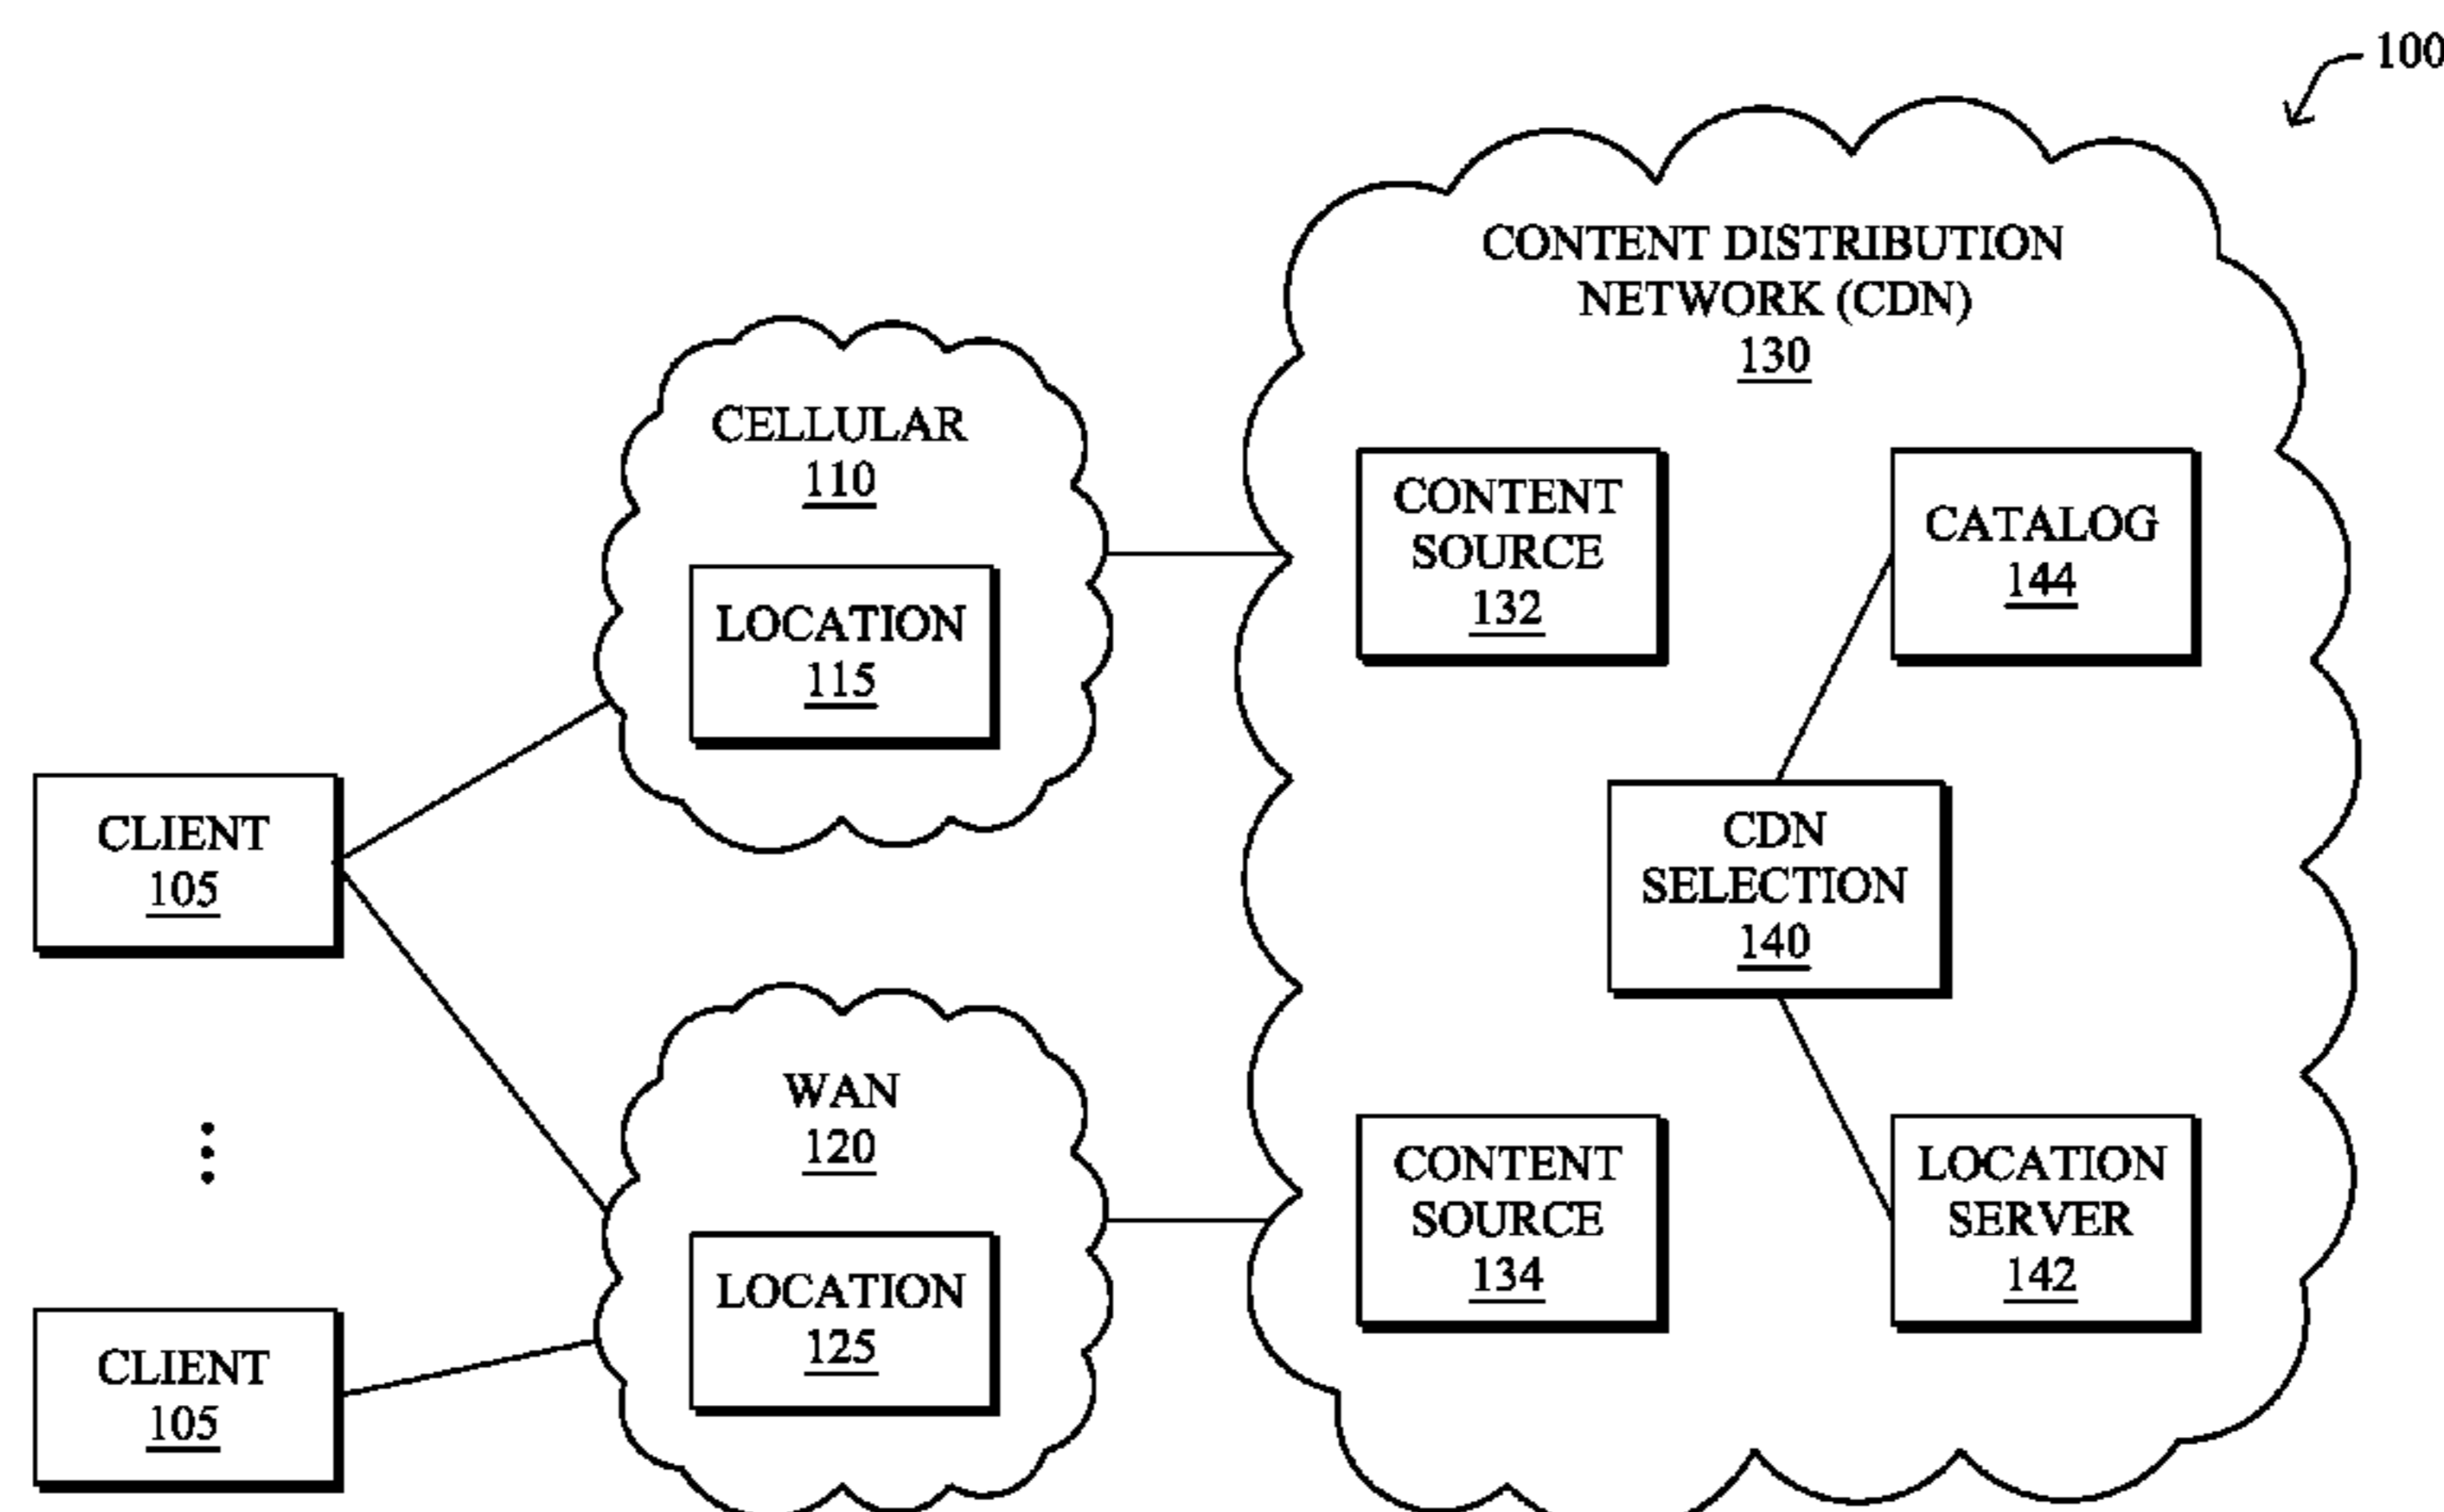 100
CONTENT DISTRIBUTION
NETWORK (CDN)
130
CELLULAR
110
LOCATION
115
CONTENT
SOURCE
132
CATALOG
144
CLIENT
105
CDN
SELECTION
140
WAN
120
LOCATION
125
CONTENT
SOURCE
134
LOCATION
SERVER
142
CLIENT
105